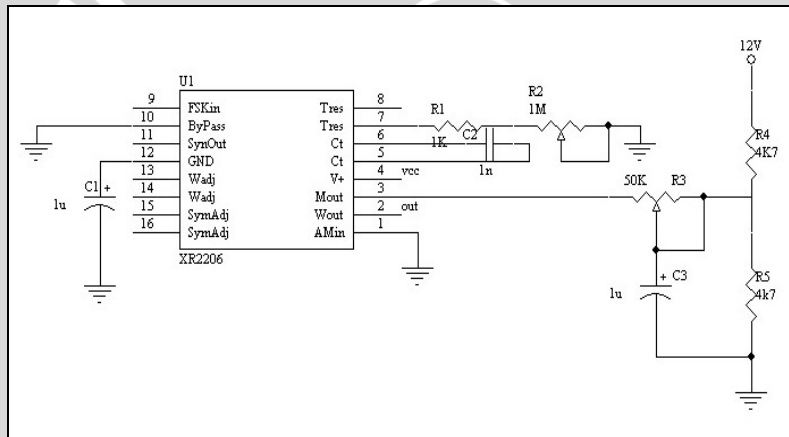 12V
U1
9 FSKin Tres 8
10 ByPass Tres 7
11 SynOut Ct 6
12 GND Ct 5
13 Wadj V+ 4 vcc
14 Wadj Mout 3
15 SymAdj Wout 2 out
16 SymAdj AMin 1
XR2206
C1 +
1u
R1
1K
C2
1n
R2
1M
50K R3
R4
4K7
+ C3
1u
R5
4k7